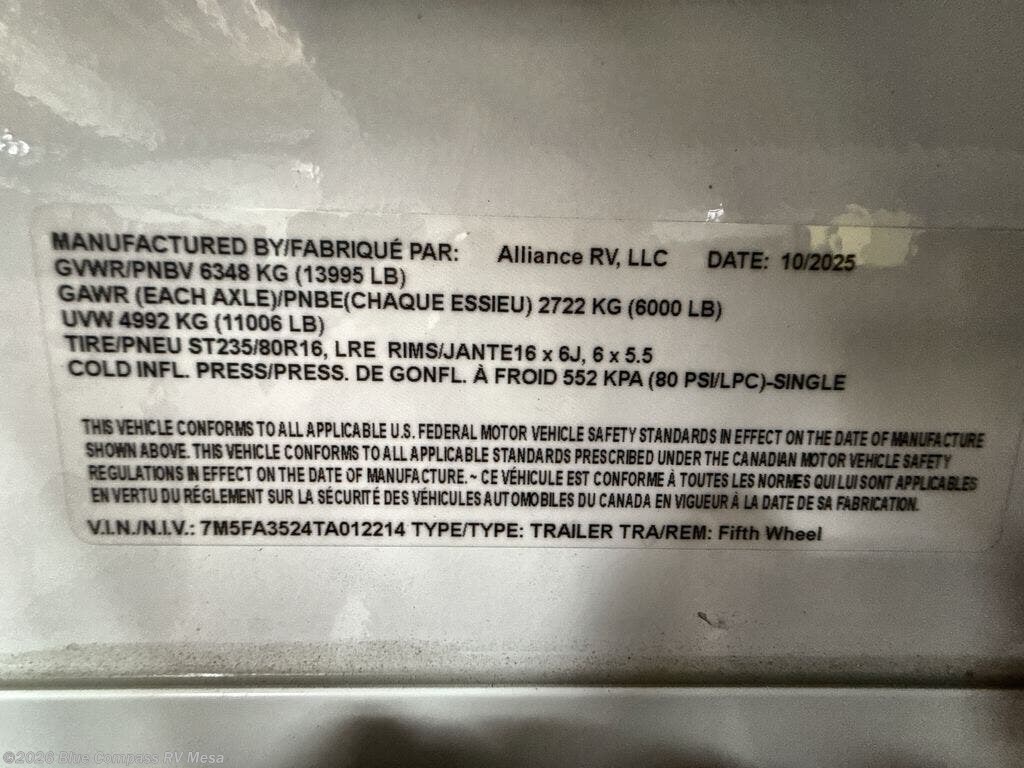 MANUFACTURED BY/FABRIQUÉ PAR: Alliance RV, LLC DATE: 10/2025
GVWR/PNBV 6348 KG (13995 LB)
GAWR (EACH AXLE)/PNBE(CHAQUE ESSIEU) 2722 KG (6000 LB)
UVW 4992 KG (11006 LB)
TIRE/PNEU ST235/80R16, LRE RIMS/JANTE16 x 6J, 6 x 5.5
COLD INFL. PRESS/PRESS. DE GONFL. À FROID 552 KPA (80 PSI/LPC)-SINGLE
THIS VEHICLE CONFORMS TO ALL APPLICABLE U.S. FEDERAL MOTOR VEHICLE SAFETY STANDARDS IN EFFECT ON THE DATE OF MANUFACTURE
SHOWN ABOVE. THIS VEHICLE CONFORMS TO ALL APPLICABLE STANDARDS PRESCRIBED UNDER THE CANADIAN MOTOR VEHICLE SAFETY
REGULATIONS IN EFFECT ON THE DATE OF MANUFACTURE. ~ CE VÉHICULE EST CONFORME À TOUTES LES NORMES QUI LUI SONT APPLICABLES
EN VERTU DU RÉGLEMENT SUR LA SÉCURITÉ DES VÉHICULES AUTOMOBILES DU CANADA EN VIGUEUR À LA DATE DE SA FABRICATION.
V.I.N./N.I.V.: 7M5FA3524TA012214 TYPE/TYPE: TRAILER TRA/REM: Fifth Wheel
©2026 Blue Compass RV Mesa